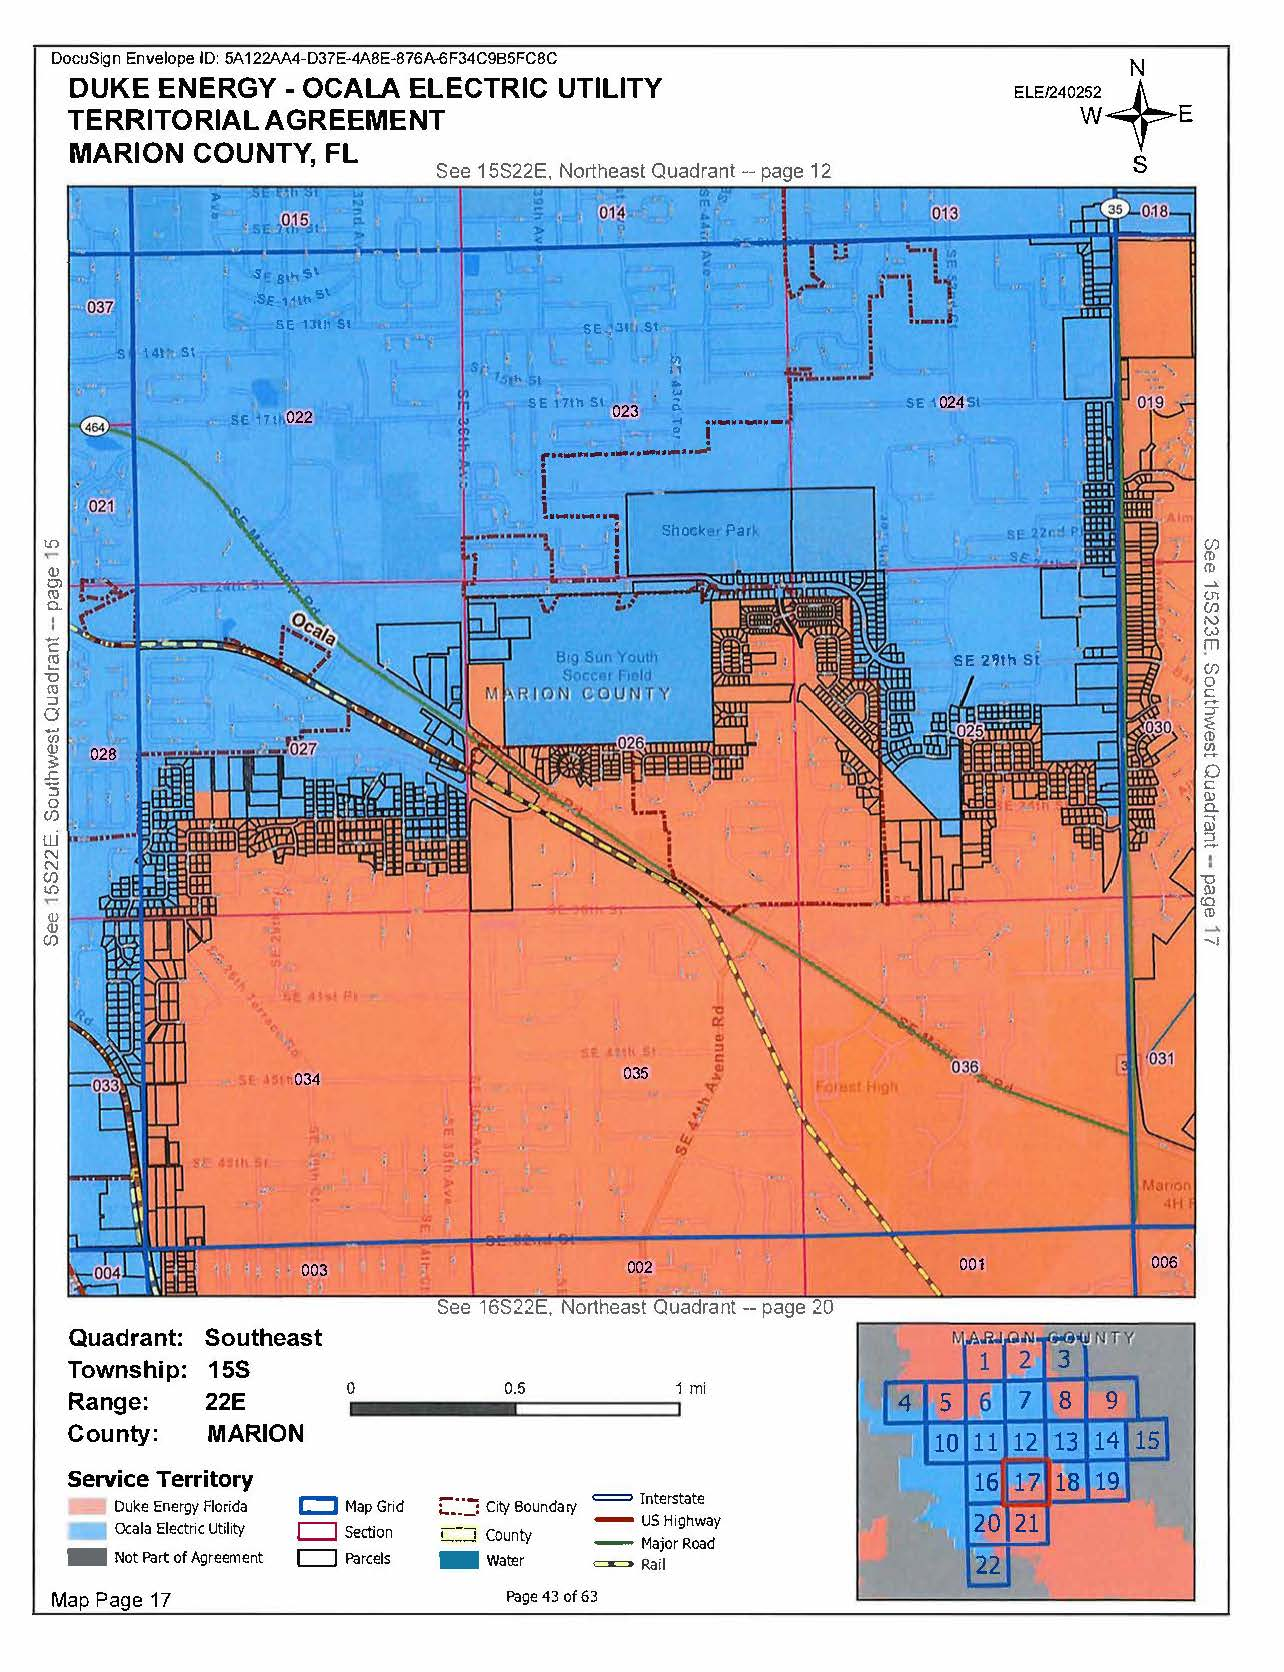 DocuSign Envelope ID: 5A122AA4-D37E-4A8E-876A-6F34C9B5FC8C
DUKE ENERGY - OCALA ELECTRIC UTILITY
TERRITORIAL AGREEMENT
MARION COUNTY, FL
ELE/240252
N
W
E
S
See 15S22E, Northeast Quadrant -- page 12
015
014
013
35
018
SE 8th St
037
SE 11th St
SE 13th St
SE 15th St
SE 17th St
022
023
024
019
464
021
SE 43rd Ter
SE 36th Ave
SE 44th Ave
Shocker Park
SE 22nd Pl
SE 24th St
Ocala
SE Maricamp Rd
Big Sun Youth
Soccer Field
MARION COUNTY
SE 29th St
025
026
027
028
030
See 15S22E, Southwest Quadrant -- page 15
See 15S23E, Southwest Quadrant -- page 17
SE 41st Pl
SE 44th Avenue Rd
SE 45th
034
035
036
031
033
Forest High
SE 49th St
SE 35th Ave
Marion
4H
SE 52nd St
004
003
002
001
006
See 16S22E, Northeast Quadrant -- page 20
Quadrant: Southeast
Township: 15S
Range: 22E
County: MARION
0 0.5 1 mi
Service Territory
Duke Energy Florida
Ocala Electric Utility
Not Part of Agreement
Map Grid
Section
Parcels
City Boundary
County
Water
Interstate
US Highway
Major Road
Rail
MARION COUNTY
1 2 3
4 5 6 7 8 9
10 11 12 13 14 15
16 17 18 19
20 21
22
Map Page 17
Page 43 of 63